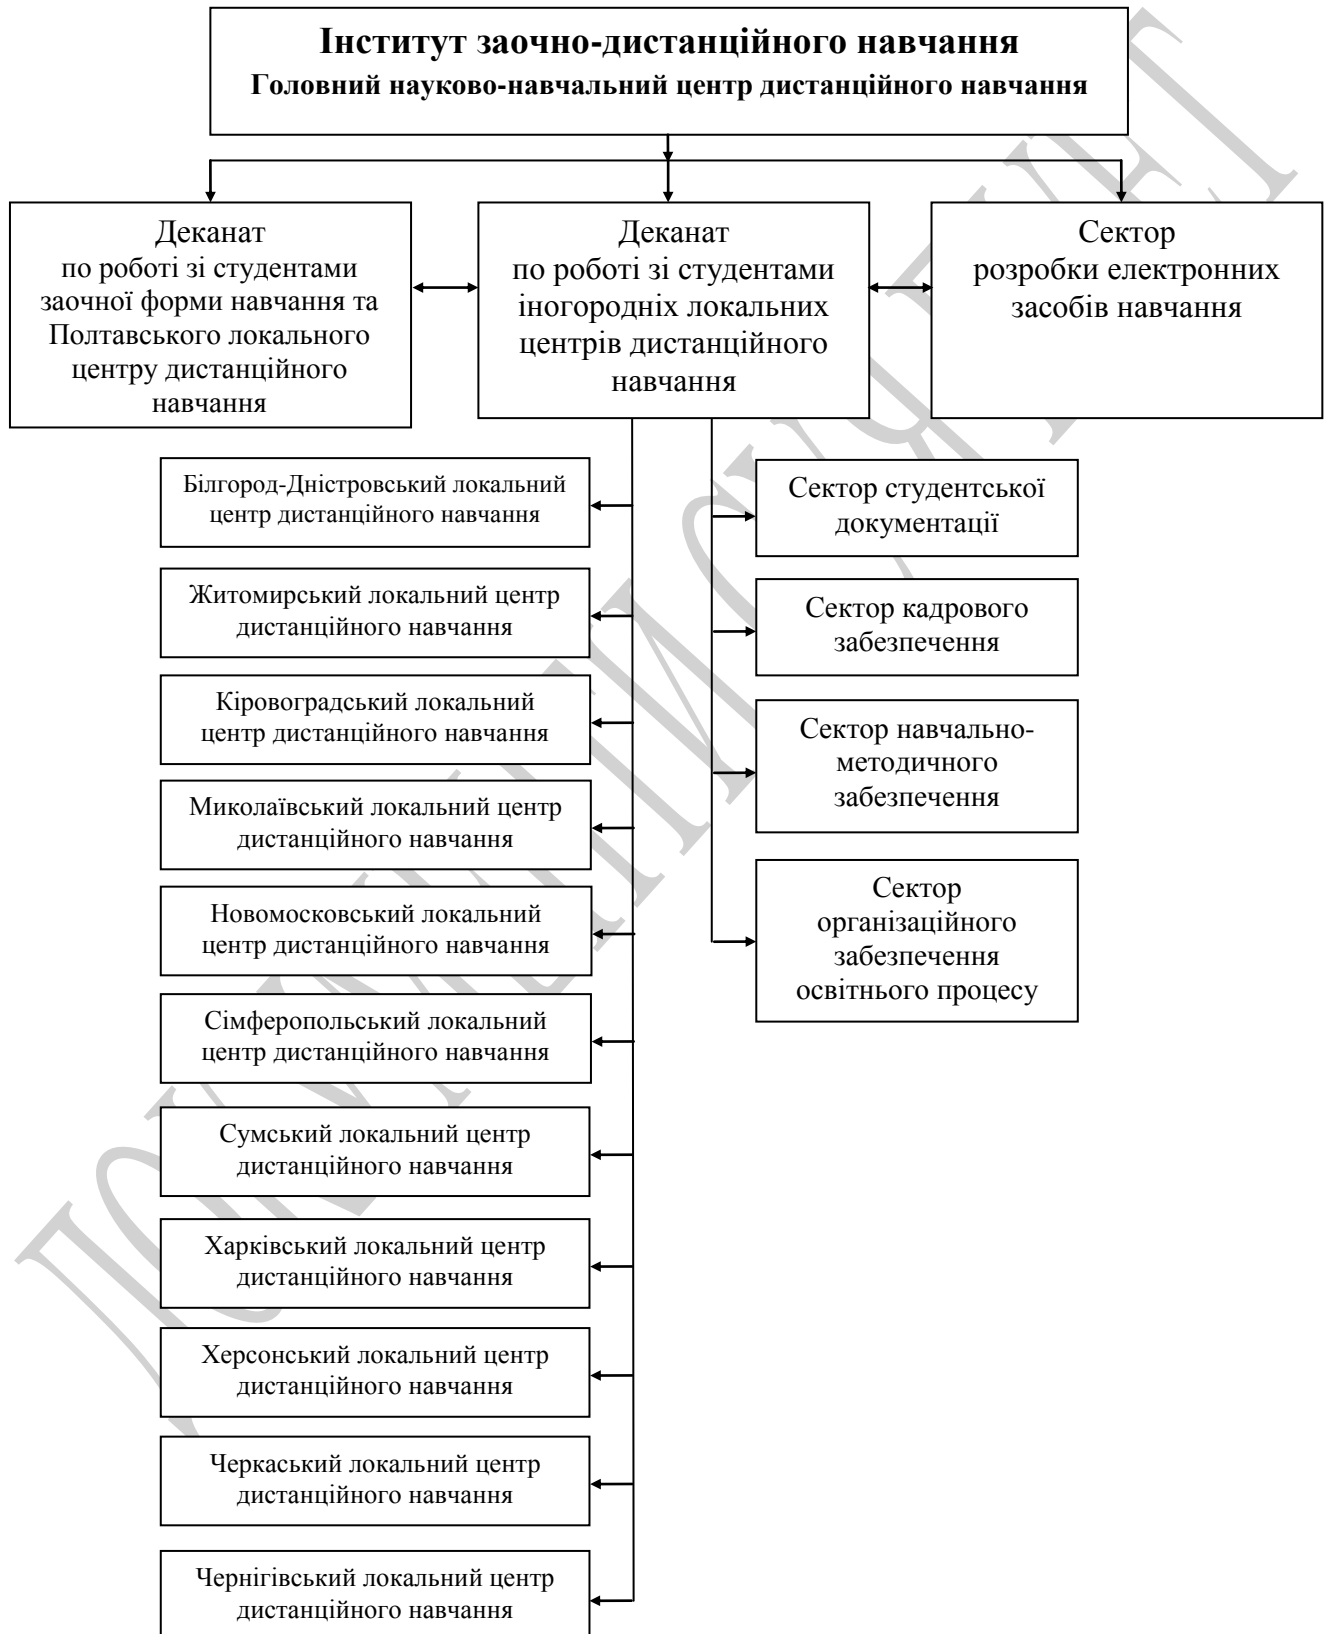 Інститут заочно-дистанційного навчання
Головний науково-навчальний центр дистанційного навчання
Деканат
по роботі зі студентами
заочної форми навчання та
Полтавського локального
центру дистанційного
навчання
Деканат
по роботі зі студентами
іногородніх локальних
центрів дистанційного
навчання
Сектор
розробки електронних
засобів навчання
Білгород-Дністровський локальний
центр дистанційного навчання
Житомирський локальний центр
дистанційного навчання
Кіровоградський локальний
центр дистанційного навчання
Миколаївський локальний центр
дистанційного навчання
Новомосковський локальний
центр дистанційного навчання
Сімферопольський локальний
центр дистанційного навчання
Сумський локальний центр
дистанційного навчання
Харківський локальний центр
дистанційного навчання
Херсонський локальний центр
дистанційного навчання
Черкаський локальний центр
дистанційного навчання
Чернігівський локальний центр
дистанційного навчання
Сектор студентської
документації
Сектор кадрового
забезпечення
Сектор навчально-
методичного
забезпечення
Сектор
організаційного
забезпечення
освітнього процесу